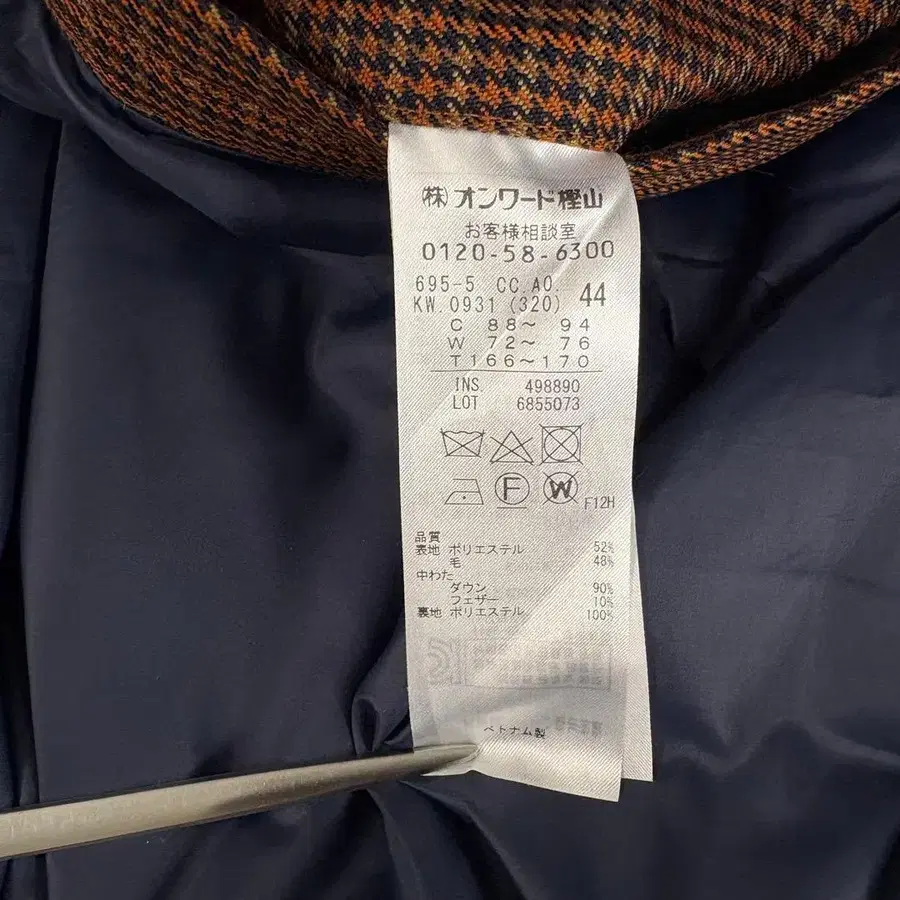 (株)オンワード樫山
お客様相談室
0120-58-6300
695-5 CC.AO.
KW.0931 (320) 44
C 88〜 94
W 72〜 76
T166〜170
INS 498890
LOT 6855073
F
W
F12H
品質
表地 ポリエステル 52%
毛 48%
中わた
ダウン 90%
フェザー 10%
裏地 ポリエステル 100%
ベトナム製